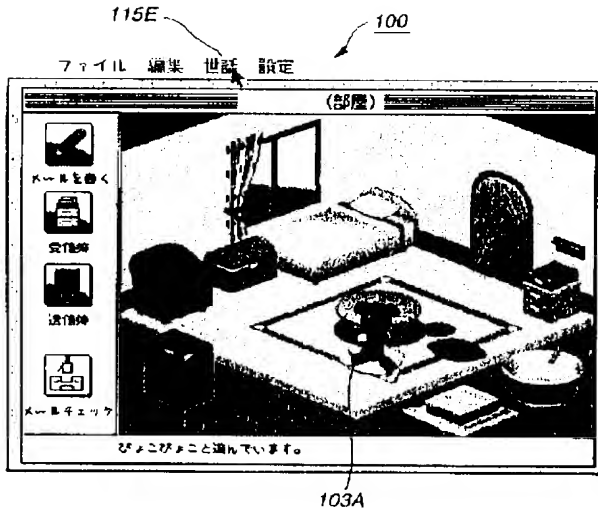 115E
100
ファイル 編集 世話 設定
(部屋)
メールを書く
受信棚
送信棚
メールチェック
ぴょこぴょこと遊んでいます。
103A